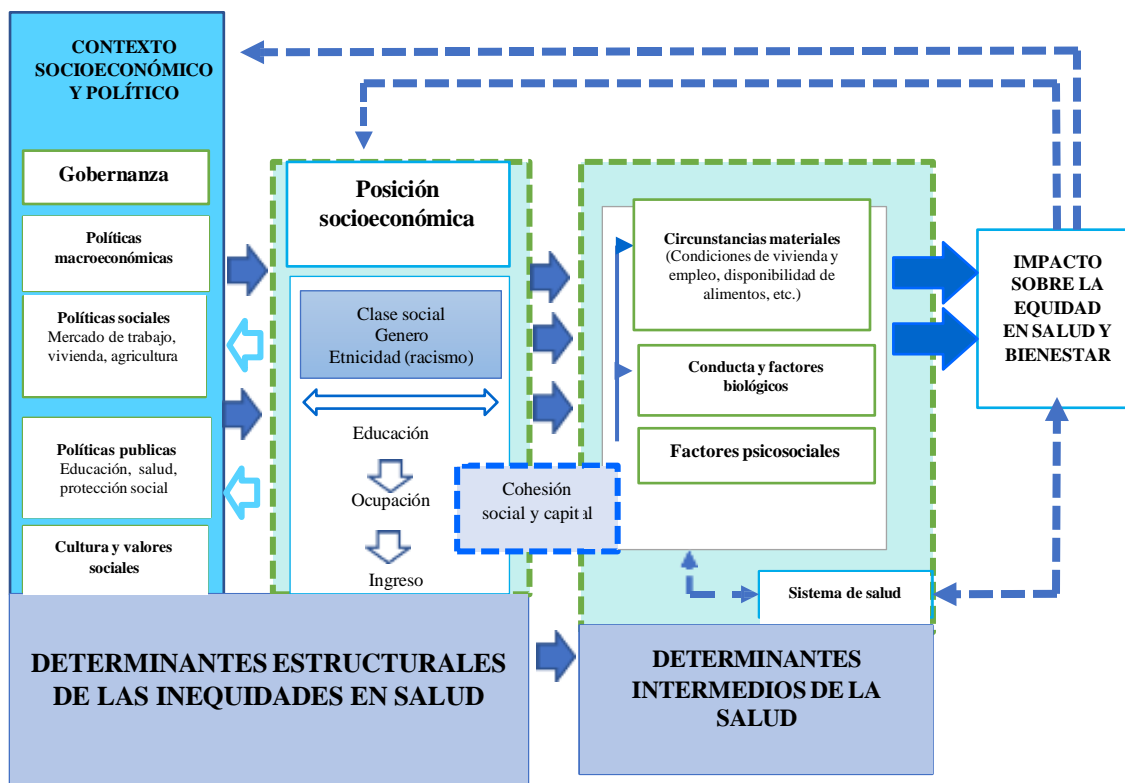 CONTEXTO
SOCIOECONÓMICO
Y POLÍTICO
Gobernanza
Políticas
macroeconómicas
Políticas sociales
Mercado de trabajo,
vivienda, agricultura
Políticas publicas
Educación, salud,
protección social
Cultura y valores
sociales
Posición
socioeconómica
Clase social
Genero
Etnicidad (racismo)
Educación
Ocupación
Ingreso
Cohesión
social y capital
Circunstancias materiales
(Condiciones de vivienda y
empleo, disponibilidad de
alimentos, etc.)
Conducta y factores
biológicos
Factores psicosociales
Sistema de salud
IMPACTO
SOBRE LA
EQUIDAD
EN SALUD Y
BIENESTAR
DETERMINANTES ESTRUCTURALES
DE LAS INEQUIDADES EN SALUD
DETERMINANTES
INTERMEDIOS DE LA
SALUD